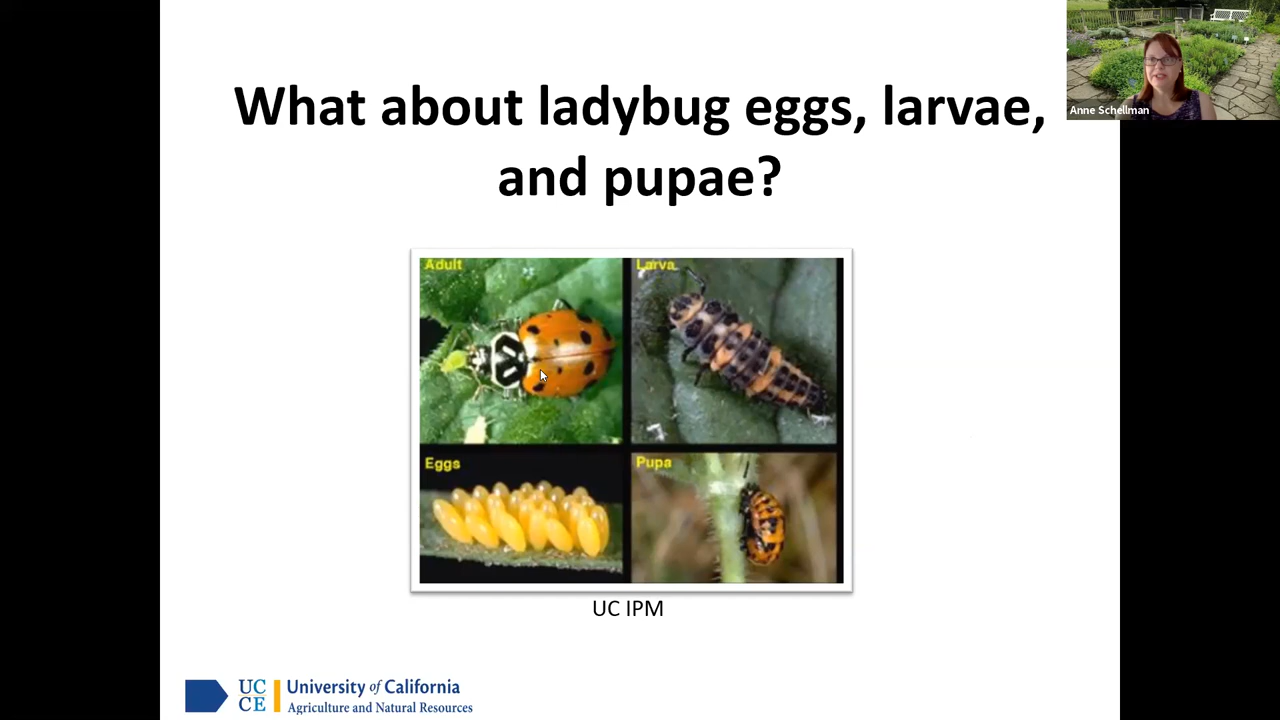 What about ladybug eggs, larvae,
and pupae?
Anne Schellman
Adult
Larva
Eggs
Pupa
UC IPM
UC
CE
University of California
Agriculture and Natural Resources